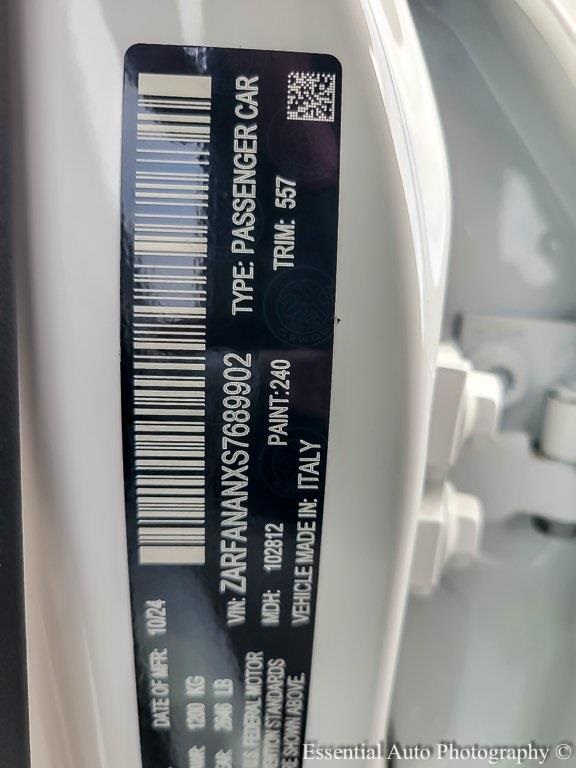 DATE OF MFR: 10/24
1200 KG
2646 LB
U.S. FEDERAL MOTOR
STANDARDS
SHOWN ABOVE.
VIN: ZARFANANXS7689902
TYPE: PASSENGER CAR
MDH: 102812
PAINT:240
TRIM: 557
VEHICLE MADE IN: ITALY
Essential Auto Photography ©